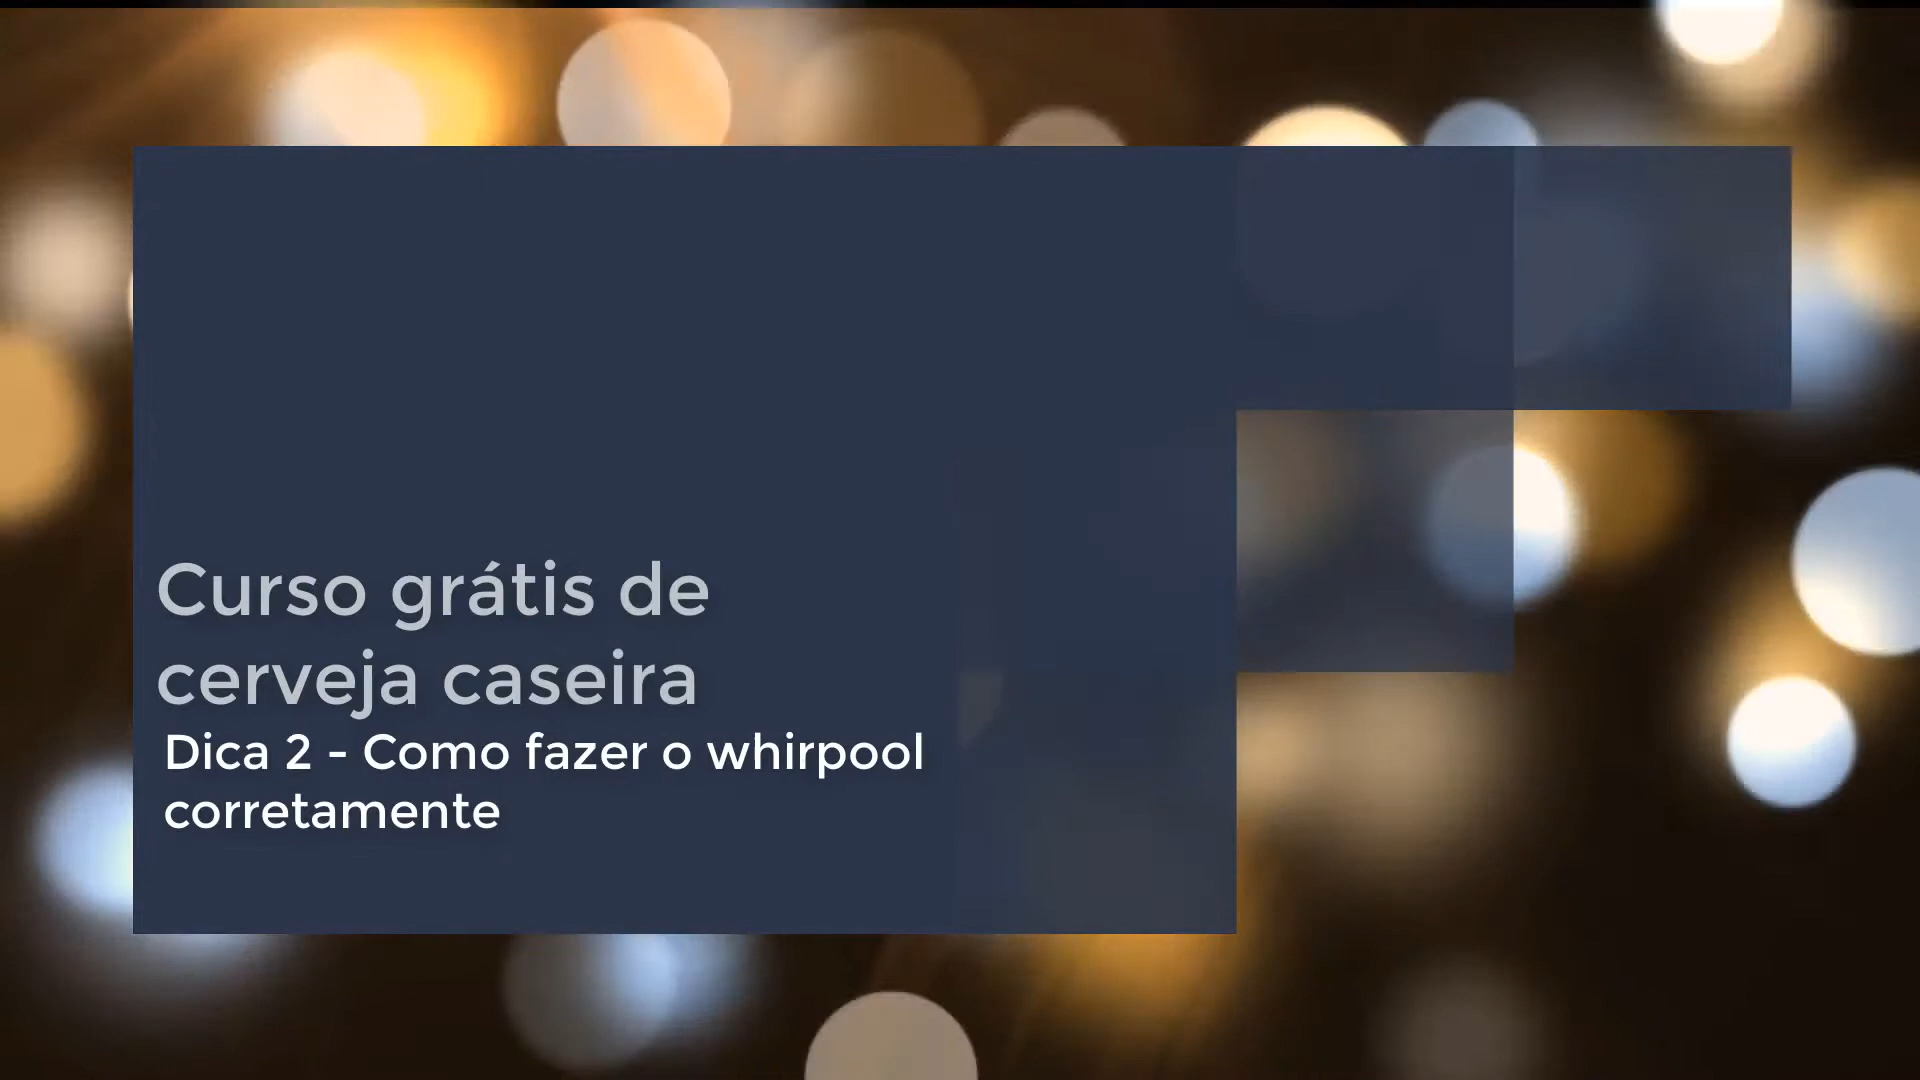 Curso grátis de
cerveja caseira
Dica 2 - Como fazer o whirpool
corretamente